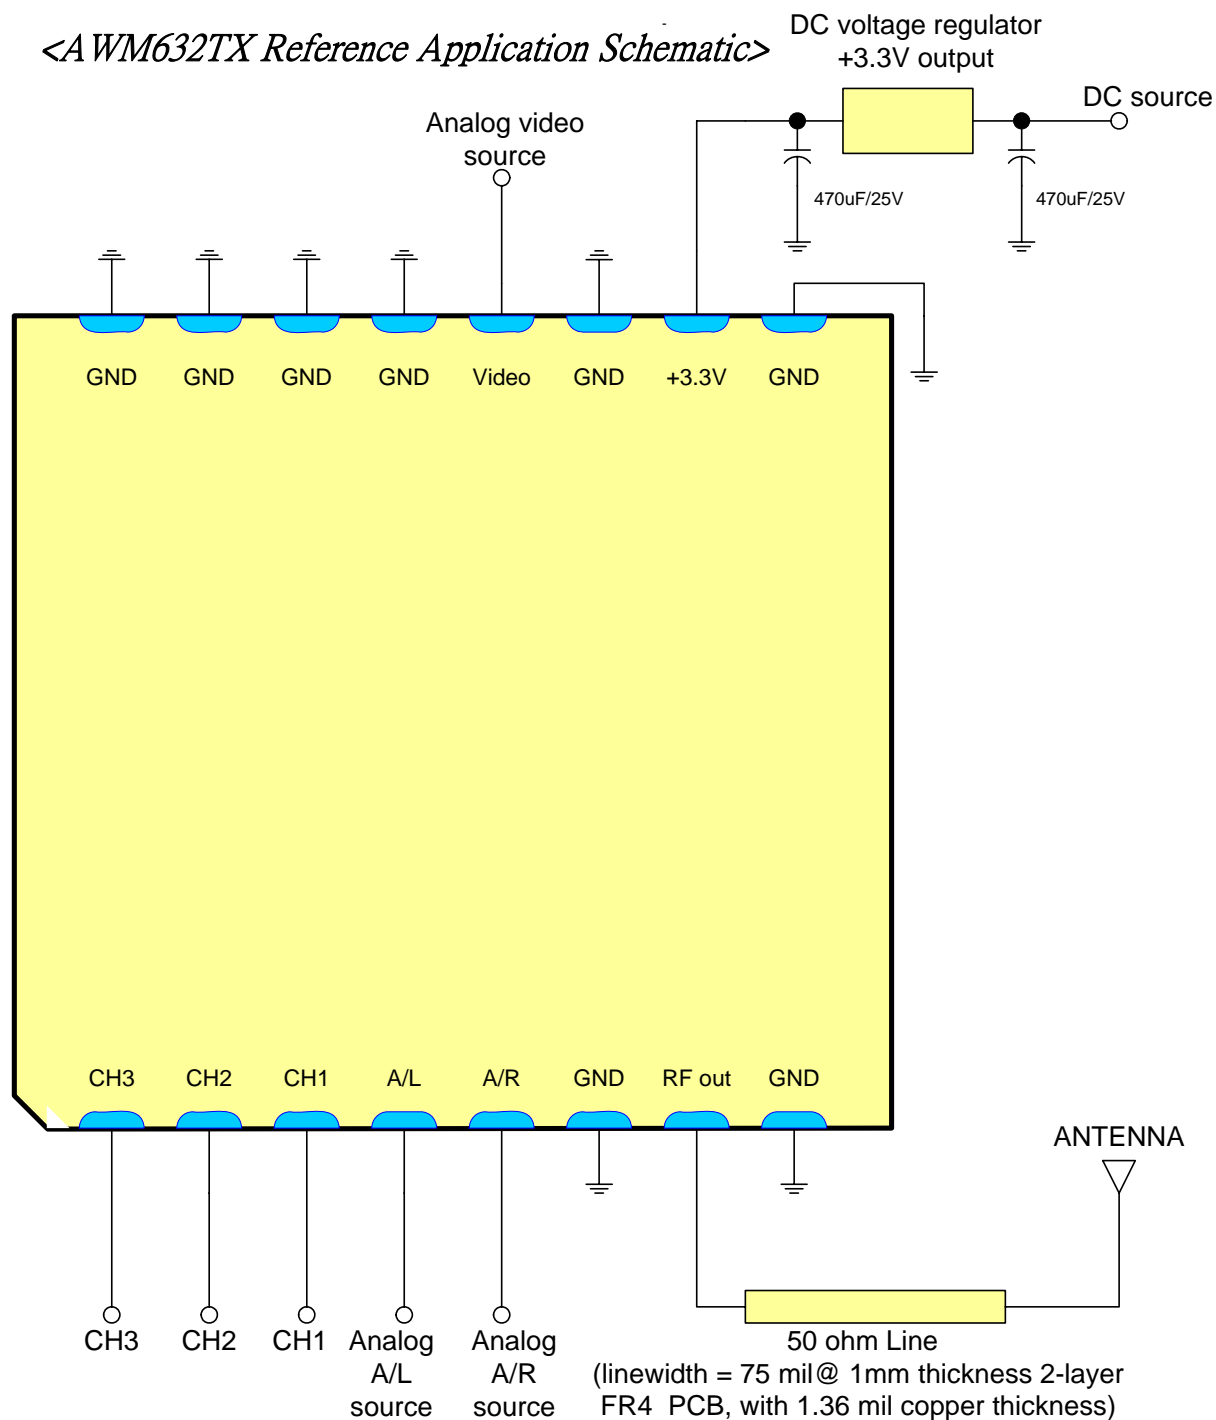 <AWM632TX Reference Application Schematic>
DC voltage regulator
+3.3V output
DC source
Analog video
source
470uF/25V
470uF/25V
GND
GND
GND
GND
Video
GND
+3.3V
GND
CH3
CH2
CH1
A/L
A/R
GND
RF out
GND
ANTENNA
CH3
CH2
CH1
Analog
A/L
source
Analog
A/R
source
50 ohm Line
(linewidth = 75 mil@ 1mm thickness 2-layer
FR4 PCB, with 1.36 mil copper thickness)